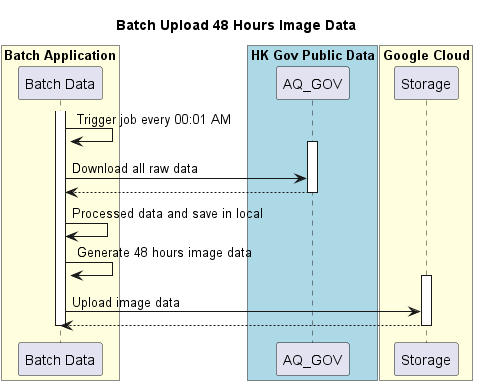 Batch Upload 48 Hours Image Data
Batch Application
HK Gov Public Data
Google Cloud
Batch Data
AQ_GOV
Storage
Trigger job every 00:01 AM
Download all raw data
Processed data and save in local
Generate 48 hours image data
Upload image data
Batch Data
AQ_GOV
Storage